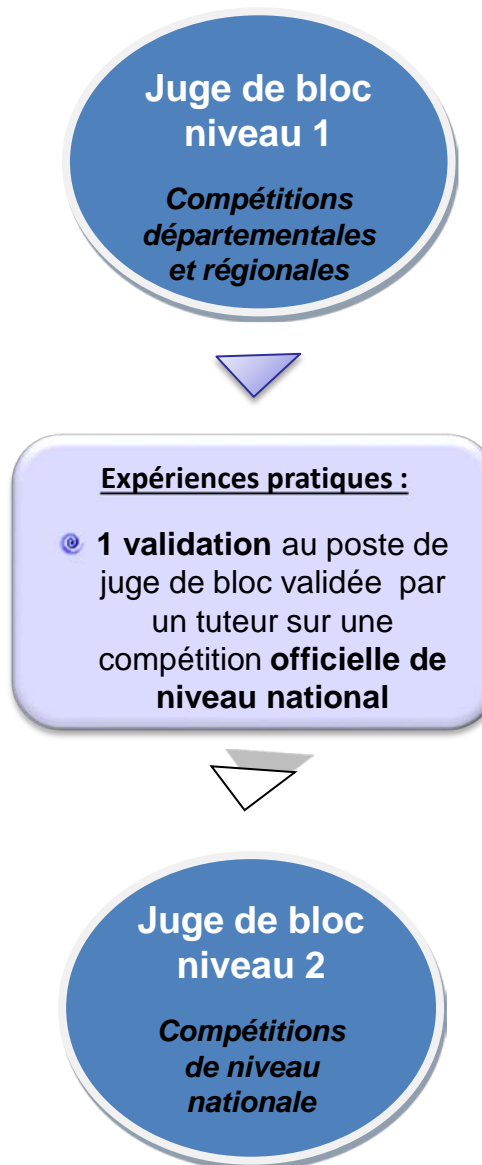 Juge de bloc
niveau 1
Compétitions
départementales
et régionales
Expériences pratiques :
1 validation au poste de
juge de bloc validée par
un tuteur sur une
compétition officielle de
niveau national
Juge de bloc
niveau 2
Compétitions
de niveau
nationale